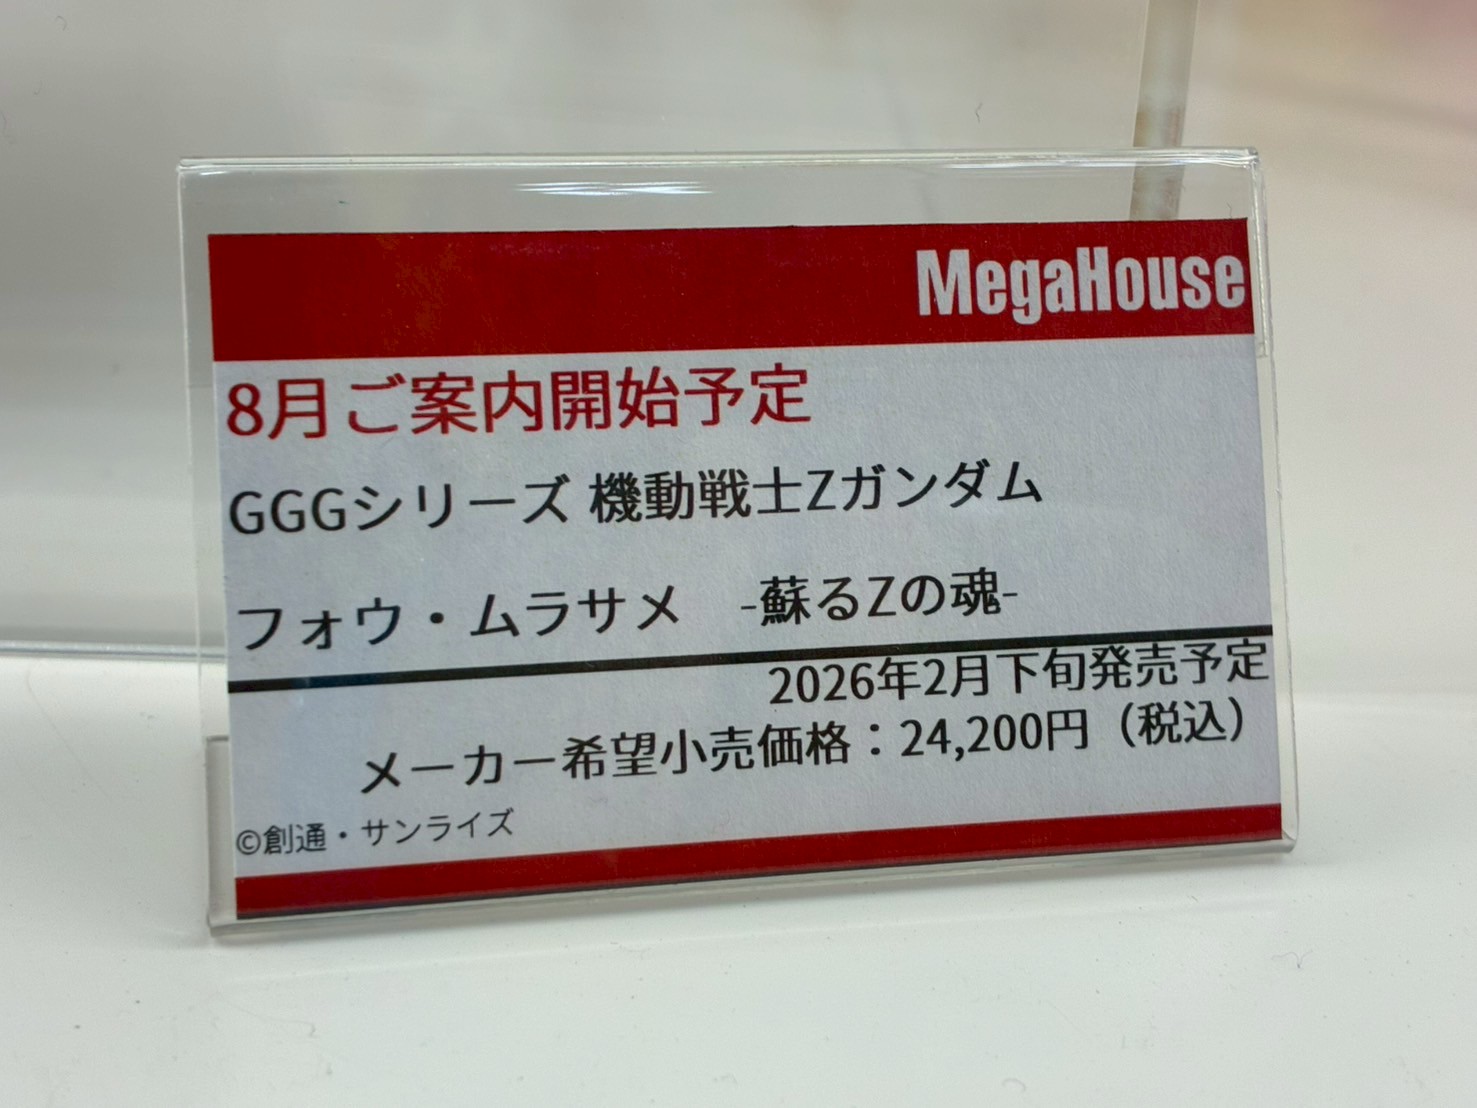 MegaHouse
8月ご案内開始予定
GGGシリーズ 機動戦士Zガンダム
フォウ・ムラサメ　-蘇るZの魂-
2026年2月下旬発売予定
メーカー希望小売価格：24,200円（税込）
©創通・サンライズ